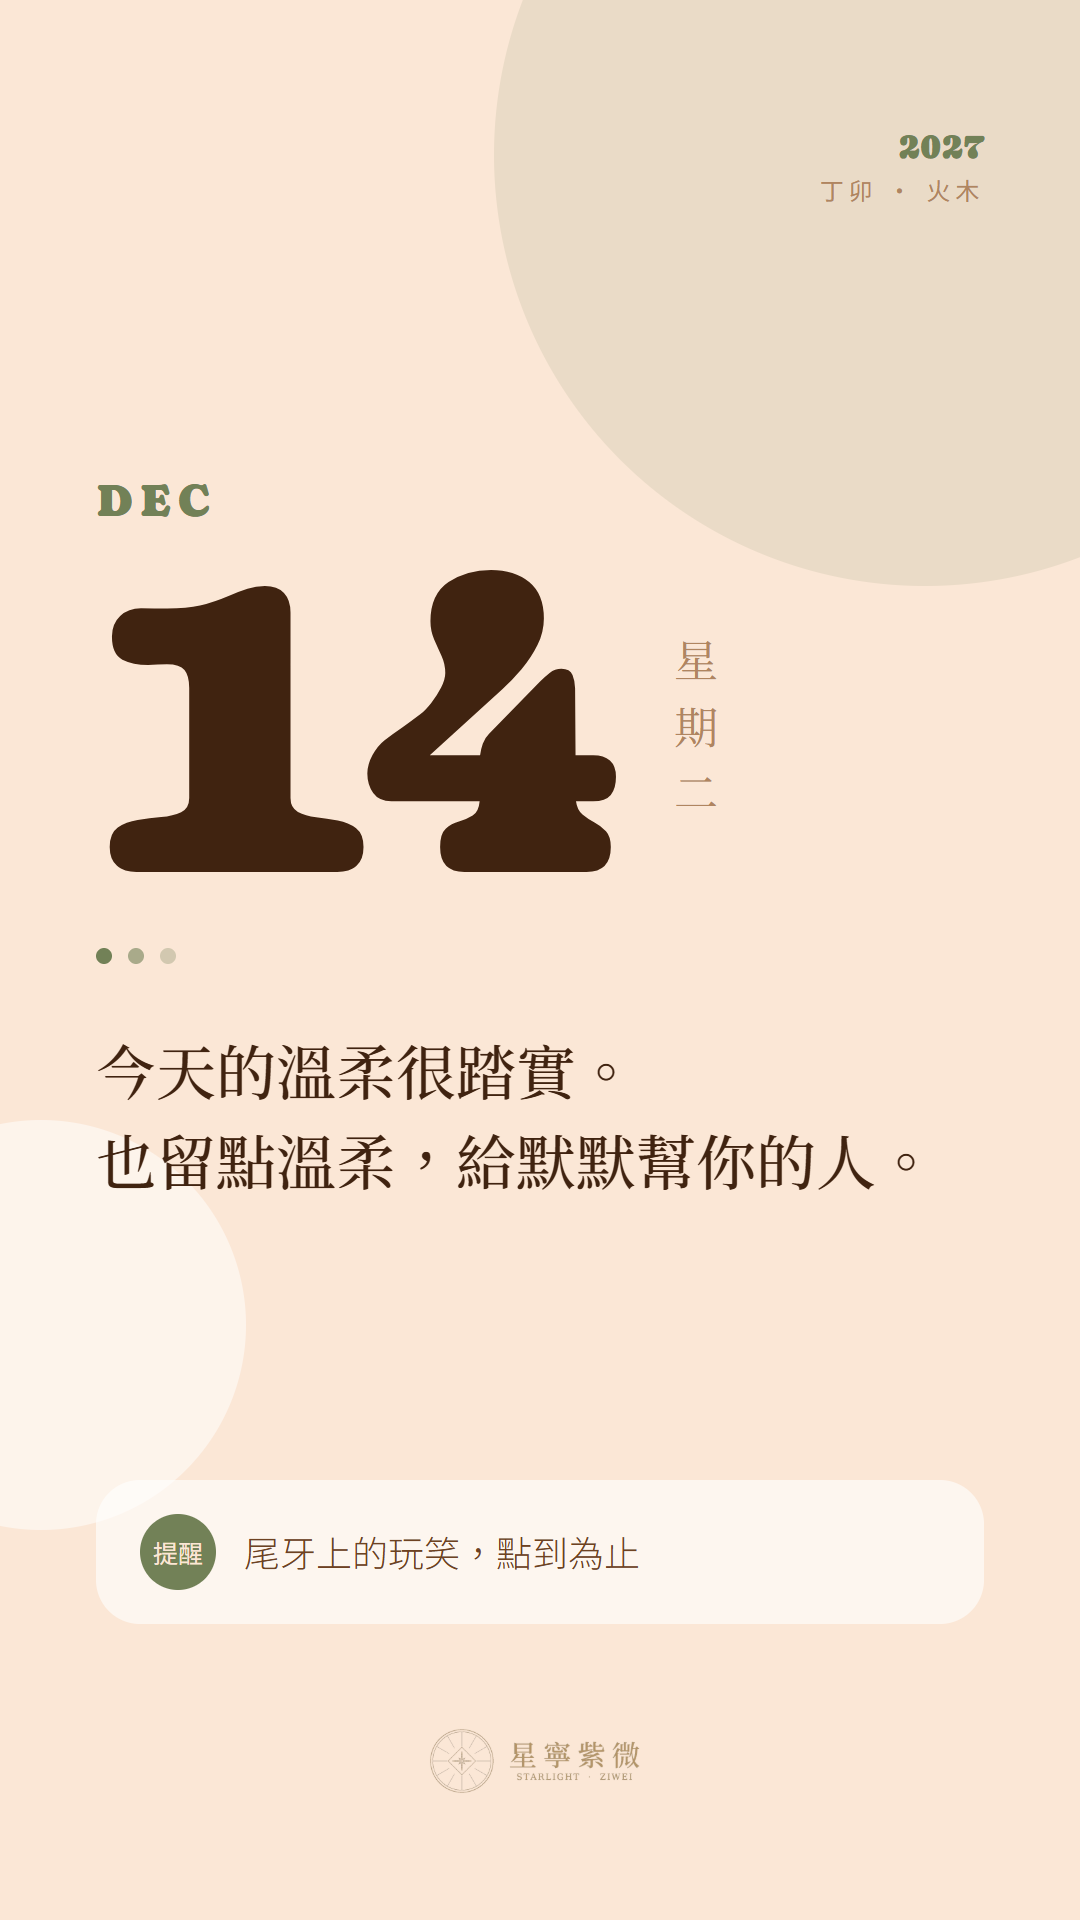 2027
丁卯 · 火木
DEC
14
星期二
今天的溫柔很踏實。
也留點溫柔，給默默幫你的人。
提醒
尾牙上的玩笑，點到為止
星寧紫微
STARLIGHT · ZIWEI